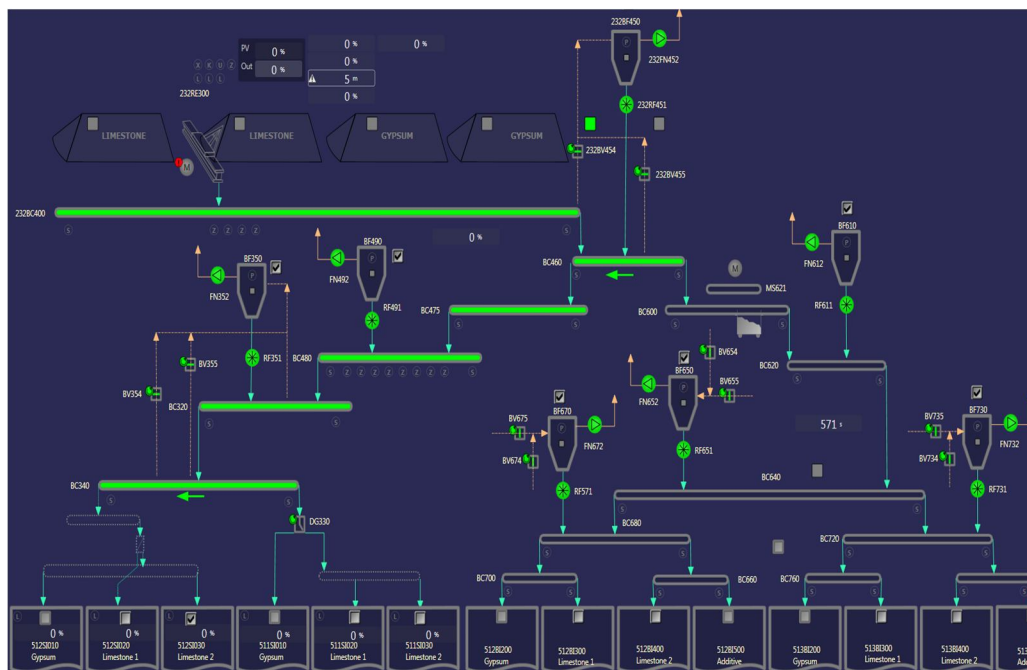 232BF450
P
0 %
0 %
PV
0 %
Out
0 %
0 %
5 m
0 %
X K U Z
L L L
232FN452
232RE300
232RF451
LIMESTONE
LIMESTONE
GYPSUM
GYPSUM
M
232BV454
232BV455
232BC400
S
Z Z Z Z
S
0 %
BF610
P
FN612
BF490
P
FN492
BF350
P
FN352
BC460
S
S
M
MS621
RF611
RF491
BC475
S
S
BC600
S
S
BV654
RF351
BC480
S Z Z Z Z Z Z Z Z S
BV355
BF650
P
BC620
S
S
BV354
FN652
BV655
BC320
S
S
BF670
P
BF730
P
BV675
FN672
571 s
BV735
FN732
BV674
RF651
BV734
BC340
S
S
RF571
BC640
RF731
S
S
DG330
BC680
S
S
BC720
S
S
BC700
S
S
S
S
BC660
BC760
S
S
S
L
0 %
512SI010
Gypsum
L
0 %
512SI020
Limestone 1
L
0 %
512SI030
Limestone 2
L
0 %
511SI010
Gypsum
L
0 %
511SI020
Limestone 1
L
0 %
511SI030
Limestone 2
512BI200
Gypsum
512BI300
Limestone 1
512BI400
Limestone 2
512BI500
Additive
513BI200
Gypsum
513BI300
Limestone 1
513BI400
Limestone 2